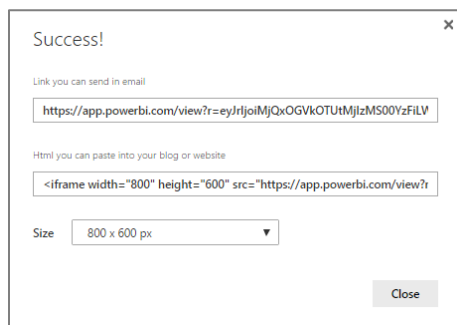 Success!
Link you can send in email
https://app.powerbi.com/view?r=eyJrIjoiMjQxOGVkOTUtMjIzMS00YzFiLW
Html you can paste into your blog or website
<iframe width="800" height="600" src="https://app.powerbi.com/view?r
Size 800 x 600 px
Close